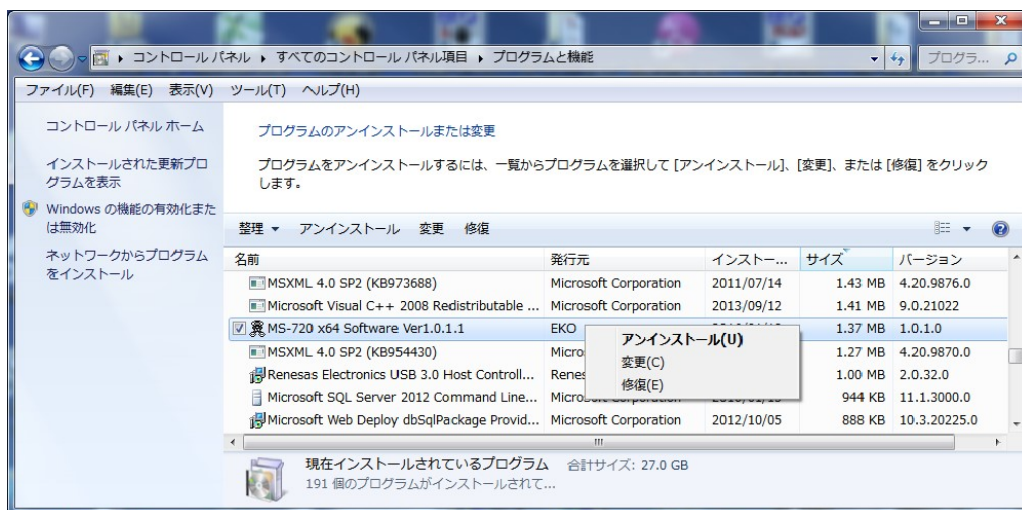 コントロール パネル ▸ すべてのコントロール パネル項目 ▸ プログラムと機能
プログラ...
ファイル(F) 編集(E) 表示(V) ツール(T) ヘルプ(H)
コントロール パネル ホーム
インストールされた更新プロ
グラムを表示
Windows の機能の有効化また
は無効化
ネットワークからプログラム
をインストール
プログラムのアンインストールまたは変更
プログラムをアンインストールするには、一覧からプログラムを選択して [アンインストール]、[変更]、または [修復] をクリック
します。
整理 ▼ アンインストール 変更 修復
名前 発行元 インストー... サイズ バージョン
MSXML 4.0 SP2 (KB973688) Microsoft Corporation 2011/07/14 1.43 MB 4.20.9876.0
Microsoft Visual C++ 2008 Redistributable ... Microsoft Corporation 2013/09/12 1.41 MB 9.0.21022
MS-720 x64 Software Ver1.0.1.1 EKO 1.37 MB 1.0.1.0
MSXML 4.0 SP2 (KB954430) Micro 1.27 MB 4.20.9870.0
Renesas Electronics USB 3.0 Host Controll... Renes 1.00 MB 2.0.32.0
Microsoft SQL Server 2012 Command Line... 944 KB 11.1.3000.0
Microsoft Web Deploy dbSqlPackage Provid... Microsoft Corporation 2012/10/05 888 KB 10.3.20225.0
アンインストール(U)
変更(C)
修復(E)
現在インストールされているプログラム 合計サイズ: 27.0 GB
191 個のプログラムがインストールされて...